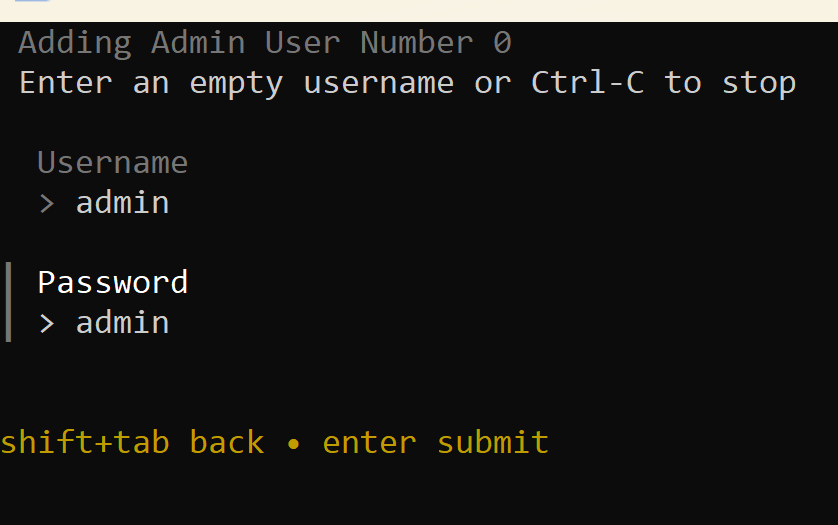 Adding Admin User Number 0
Enter an empty username or Ctrl-C to stop
Username
> admin
Password
> admin
shift+tab back • enter submit